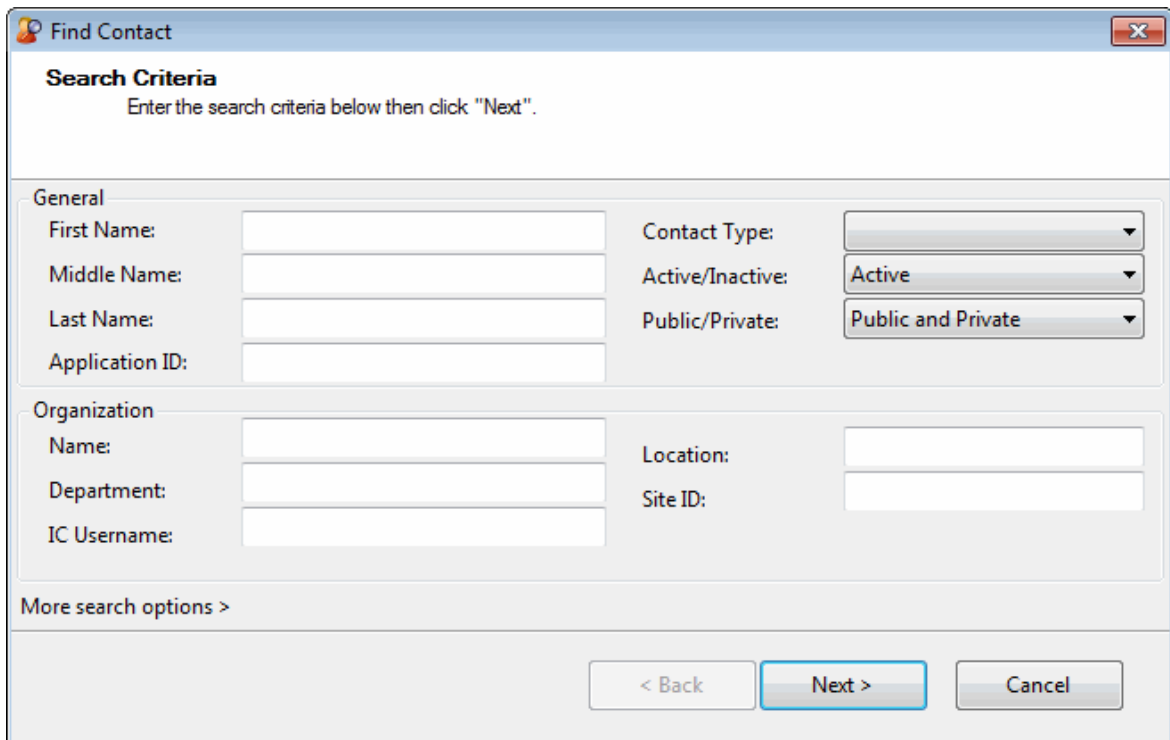 Find Contact
Search Criteria
Enter the search criteria below then click "Next".
General
First Name:
Contact Type:
Middle Name:
Active/Inactive:
Active
Last Name:
Public/Private:
Public and Private
Application ID:
Organization
Name:
Location:
Department:
Site ID:
IC Username:
More search options >
< Back
Next >
Cancel